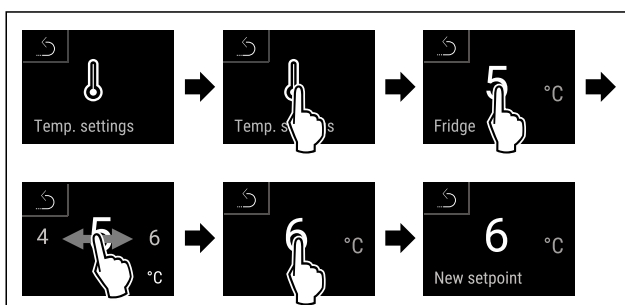 Temp. settings
Temp. s s
5 °C
Fridge
4 5 6
°C
6 °C
6 °C
New setpoint